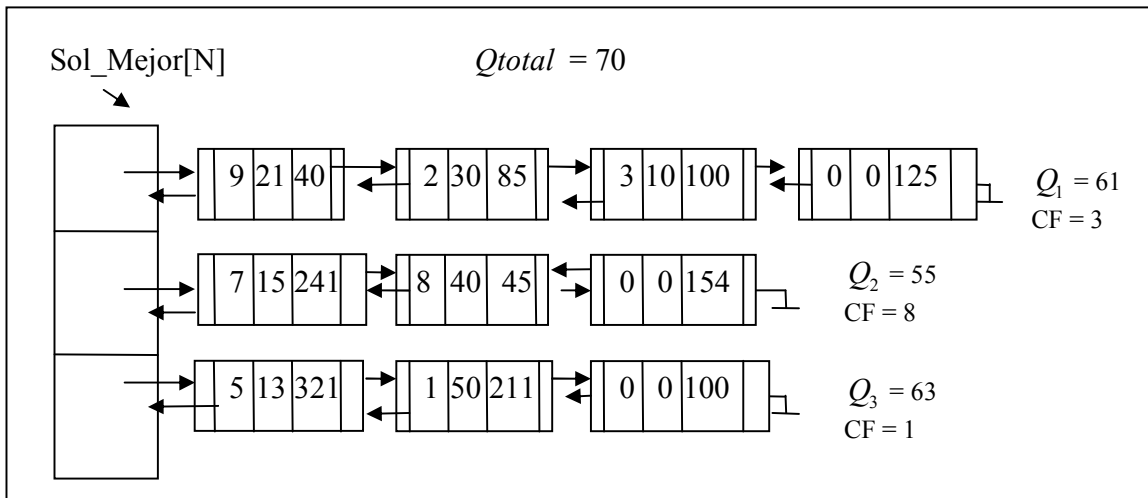 Sol_Mejor[N] Qtotal = 70
9 21 40 2 30 85 3 10 100 0 0 125
Q₁ = 61
CF = 3
7 15 241 8 40 45 0 0 154
Q₂ = 55
CF = 8
5 13 321 1 50 211 0 0 100
Q₃ = 63
CF = 1